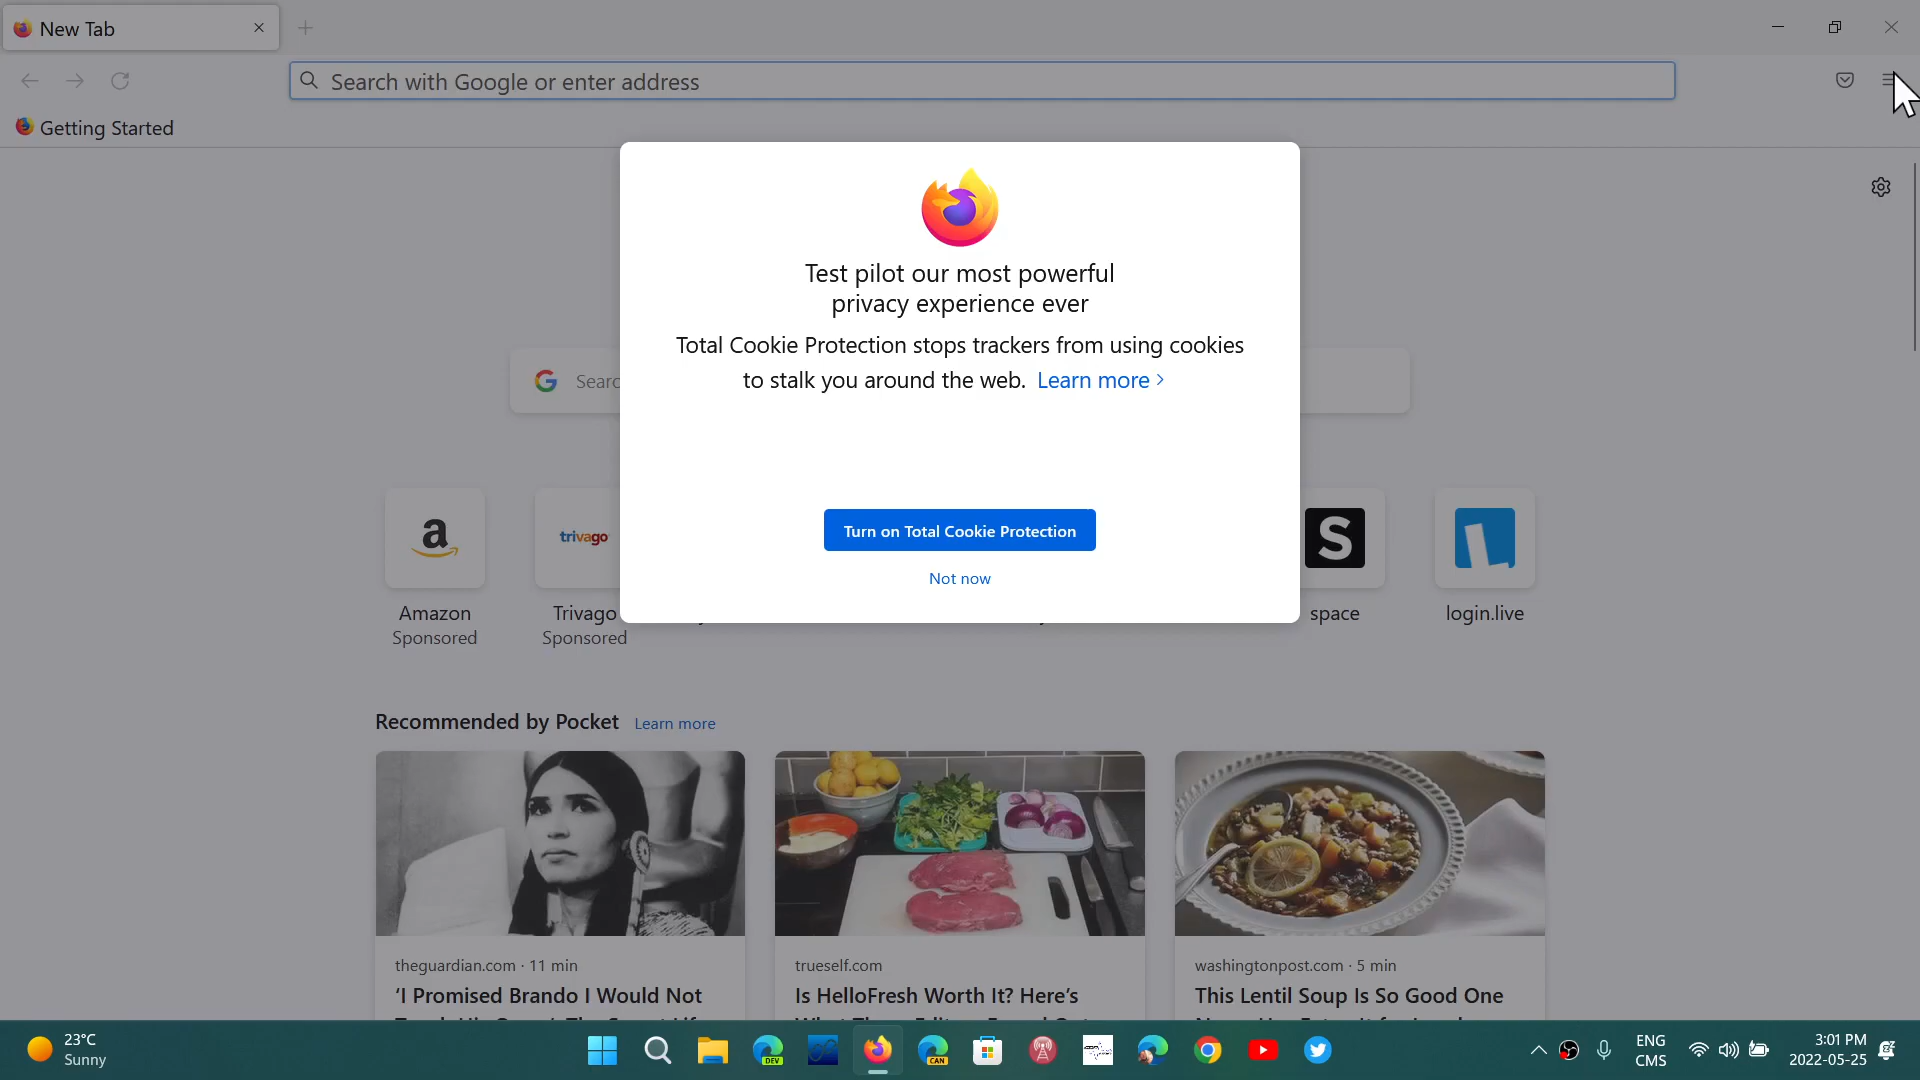 New Tab
Search with Google or enter address
Getting Started
Test pilot our most powerful
privacy experience ever
Total Cookie Protection stops trackers from using cookies
to stalk you around the web. Learn more
Searc
Turn on Total Cookie Protection
Not now
a
trivago
S
Amazon
Sponsored
Trivago
Sponsored
space
login.live
Recommended by Pocket Learn more
theguardian.com · 11 min
‘I Promised Brando I Would Not
trueself.com
Is HelloFresh Worth It? Here’s
washingtonpost.com · 5 min
This Lentil Soup Is So Good One
23°C
Sunny
DEV
CAN
ENG
CMS
3:01 PM
2022-05-25